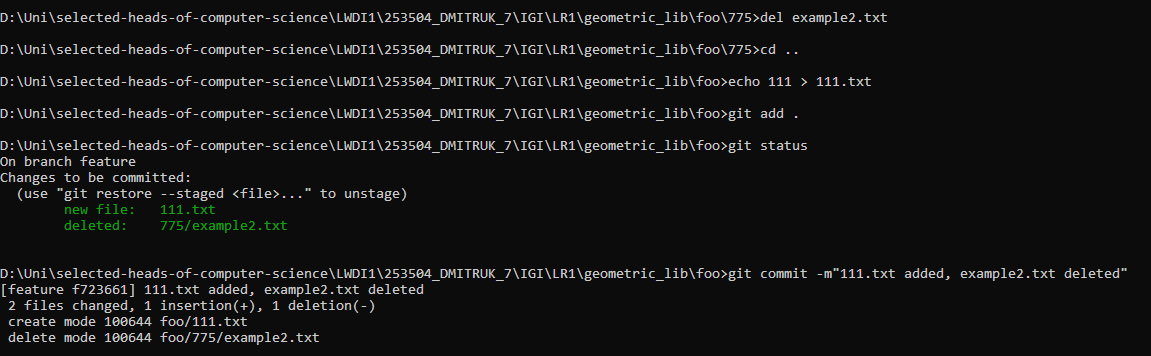 D:\Uni\selected-heads-of-computer-science\LWDI1\253504_DMITRUK_7\IGI\LR1\geometric_lib\foo\775>del example2.txt
D:\Uni\selected-heads-of-computer-science\LWDI1\253504_DMITRUK_7\IGI\LR1\geometric_lib\foo\775>cd ..
D:\Uni\selected-heads-of-computer-science\LWDI1\253504_DMITRUK_7\IGI\LR1\geometric_lib\foo>echo 111 > 111.txt
D:\Uni\selected-heads-of-computer-science\LWDI1\253504_DMITRUK_7\IGI\LR1\geometric_lib\foo>git add .
D:\Uni\selected-heads-of-computer-science\LWDI1\253504_DMITRUK_7\IGI\LR1\geometric_lib\foo>git status
On branch feature
Changes to be committed:
  (use "git restore --staged <file>..." to unstage)
        new file:   111.txt
        deleted:    775/example2.txt
D:\Uni\selected-heads-of-computer-science\LWDI1\253504_DMITRUK_7\IGI\LR1\geometric_lib\foo>git commit -m"111.txt added, example2.txt deleted"
[feature f723661] 111.txt added, example2.txt deleted
 2 files changed, 1 insertion(+), 1 deletion(-)
 create mode 100644 foo/111.txt
 delete mode 100644 foo/775/example2.txt